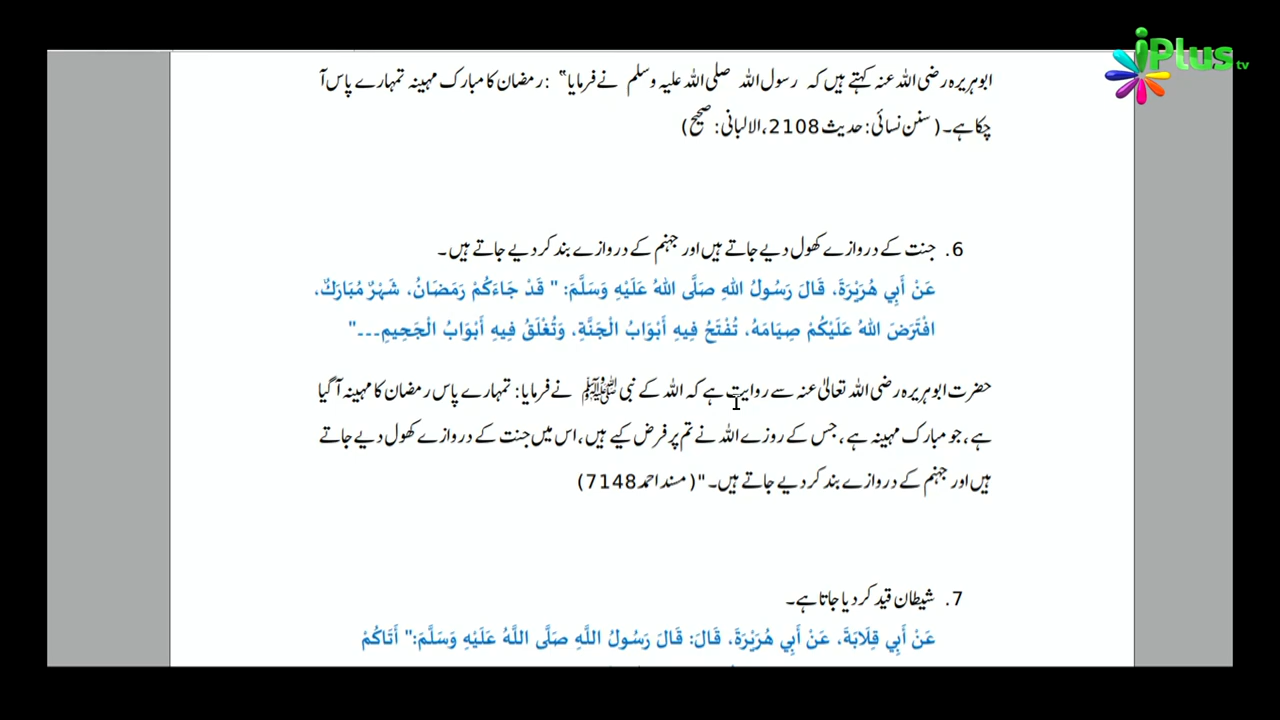 iPlus tv
ابوہریرہ رضی اللہ عنہ کہتے ہیں کہ رسول اللہ صلی اللہ علیہ وسلم نے فرمایا‟ :رمضان کا مبارک مہینہ تمہارے پاس آ
چکا ہے۔( سنن نسائی: حدیث 2108،الالبانی: صحیح)
6. جنت کے دروازے کھول دیے جاتے ہیں اور جہنم کے دروازے بند کر دیے جاتے ہیں۔
عَنْ أَبِي هُرَيْرَةَ، قَالَ رَسُولُ اللهِ صَلَّى اللهُ عَلَيْهِ وَسَلَّمَ: " قَدْ جَاءَكُمْ رَمَضَانُ، شَهْرٌ مُبَارَكٌ،
افْتَرَضَ اللهُ عَلَيْكُمْ صِيَامَهُ، تُفْتَحُ فِيهِ أَبْوَابُ الْجَنَّةِ، وَتُغْلَقُ فِيهِ أَبْوَابُ الْجَحِيمِ۔۔۔"
حضرت ابوہریرہ رضی اللہ تعالیٰ عنہ سے روایت ہے کہ اللہ کے نبی ﷺ نے فرمایا: تمہارے پاس رمضان کا مہینہ آ گیا
ہے، جو مبارک مہینہ ہے، جس کے روزے اللہ نے تم پر فرض کیے ہیں، اس میں جنت کے دروازے کھول دیے جاتے
ہیں اور جہنم کے دروازے بند کر دیے جاتے ہیں۔"( مسند احمد 7148)
7. شیطان قید کر دیا جاتا ہے۔
عَنْ أَبِي قِلَابَةَ، عَنْ أَبِي هُرَيْرَةَ، قَالَ: قَالَ رَسُولُ اللَّهِ صَلَّى اللَّهُ عَلَيْهِ وَسَلَّمَ:" أَتَاكُمْ